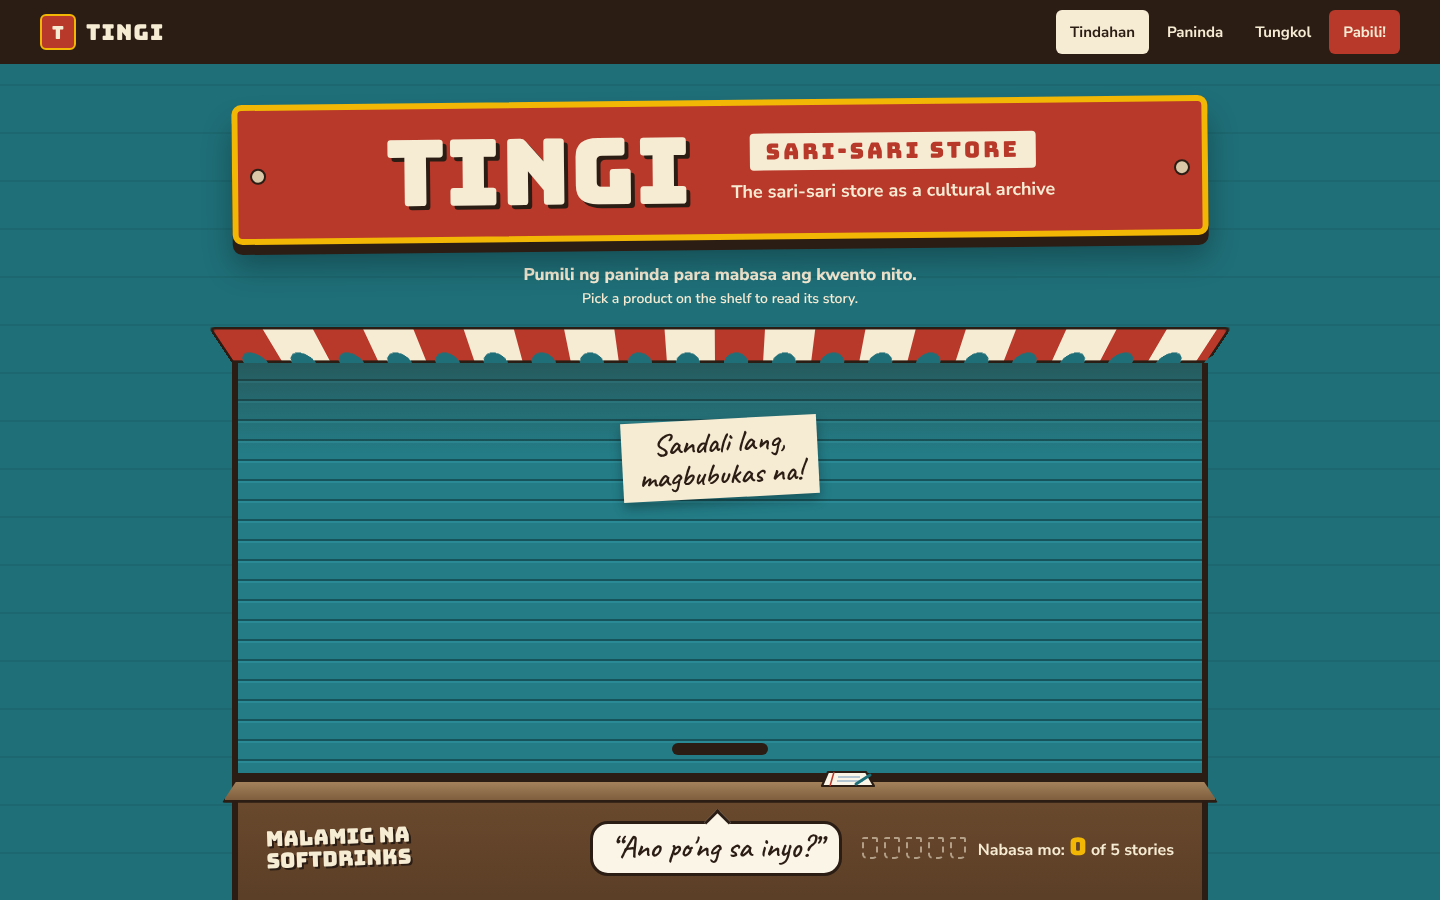 T TINGI
Tindahan Paninda Tungkol Pabili!
TINGI
SARI-SARI STORE
The sari-sari store as a cultural archive
Pumili ng paninda para mabasa ang kwento nito.
Pick a product on the shelf to read its story.
Sandali lang,
magbubukas na!
MALAMIG NA
SOFTDRINKS
“Ano po'ng sa inyo?”
Nabasa mo: 0 of 5 stories